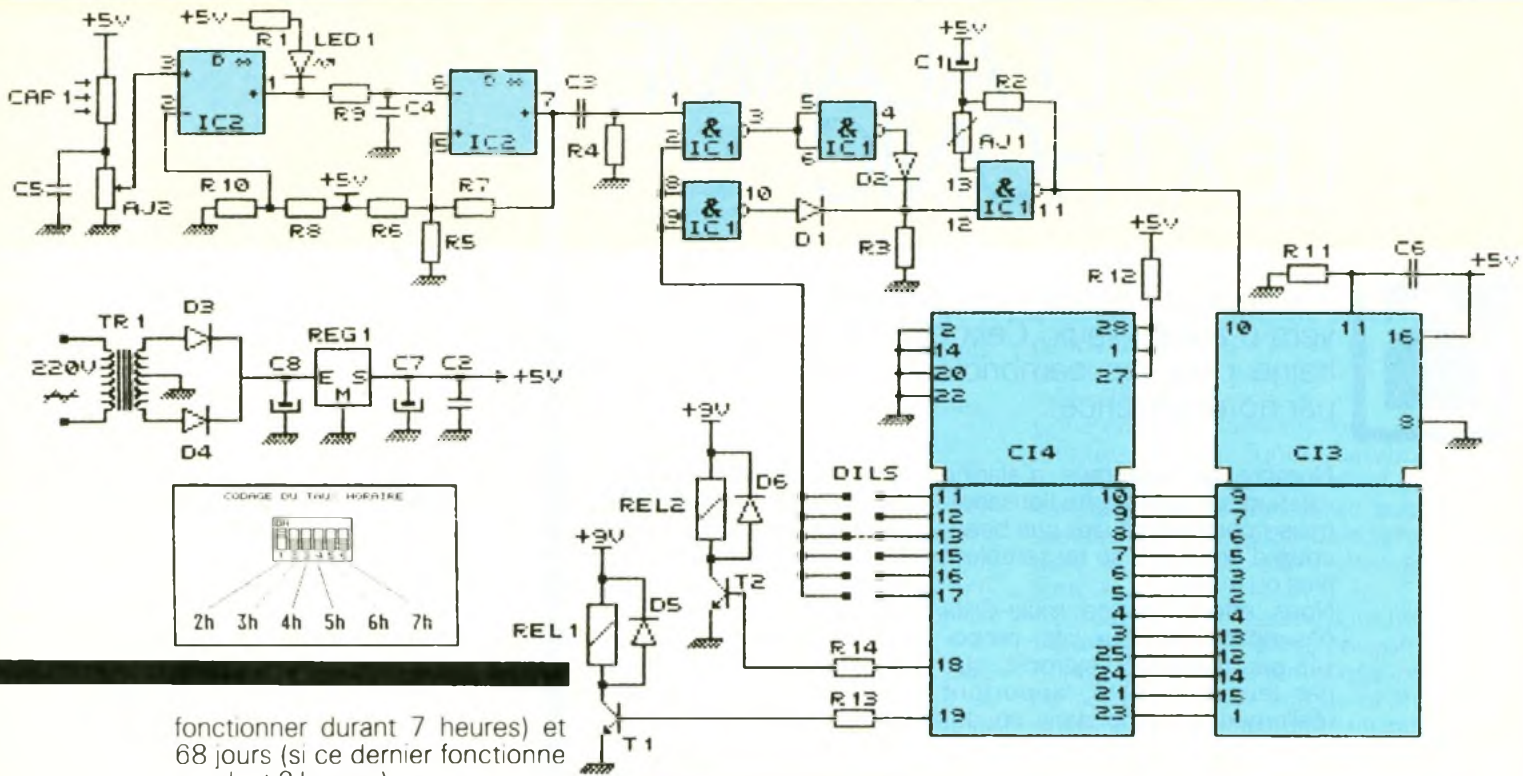 +5V
+5V
R1
LED1
CAP1
3
D ∞
1
2
IC2
R9
C4
6
D ∞
7
5
IC2
C3
R4
C5
AJ2
R10
R8
+5V
R6
R7
R5
1
2
&
IC1
3
5
6
&
IC1
4
D2
8
9
&
IC1
10
D1
R3
+5V
C1
R2
AJ1
13
12
&
IC1
11
+5V
R12
R11
C6
+5V
220V
TR1
D3
D4
C8
REG1
E S
M
C7
C2
+5V
2
14
20
22
28
1
27
CI4
10
11
16
8
CI3
CODAGE DU TAUX HORAIRE
ON
1 2 3 4 5 6
2h 3h 4h 5h 6h 7h
+9V
REL2
D6
T2
+9V
REL1
D5
T1
DILS
R14
R13
11
12
13
15
16
17
18
19
10
9
8
7
6
5
4
3
25
24
21
23
9
7
6
5
3
2
4
13
12
14
15
1
fonctionner durant 7 heures) et
68 jours (si ce dernier fonctionne